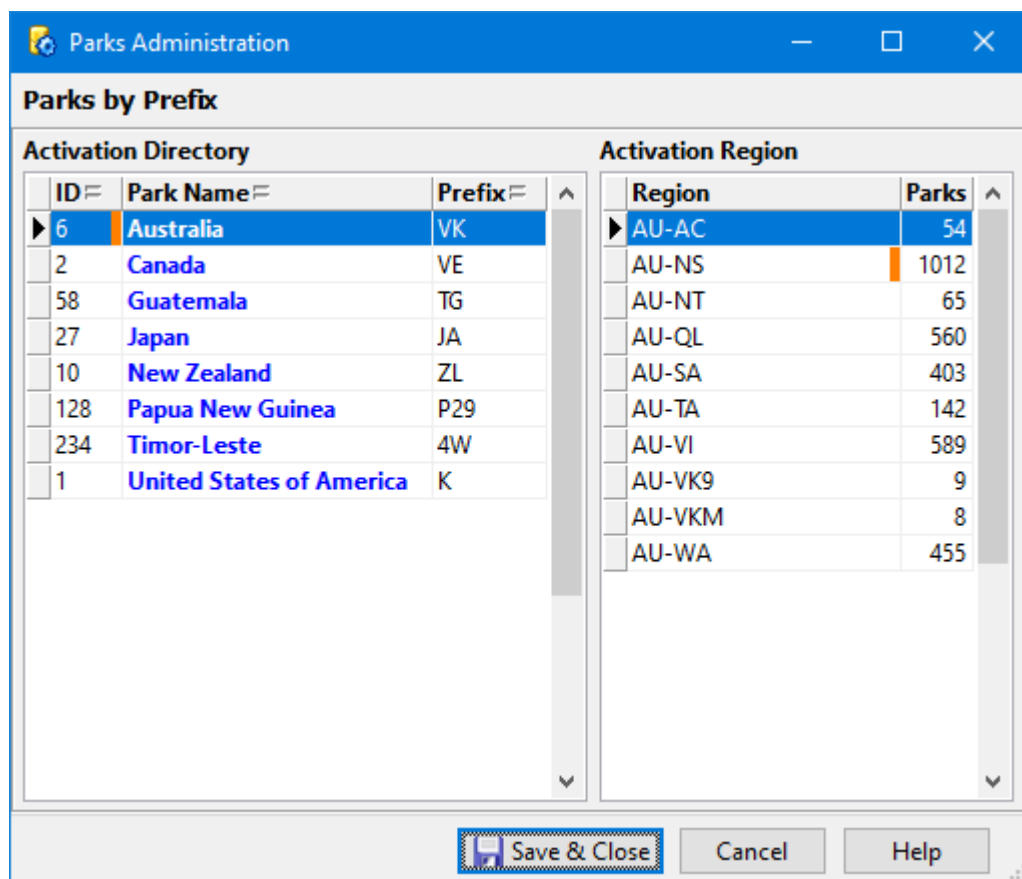 Parks Administration
Parks by Prefix
Activation Directory
ID Park Name Prefix
6 Australia VK
2 Canada VE
58 Guatemala TG
27 Japan JA
10 New Zealand ZL
128 Papua New Guinea P29
234 Timor-Leste 4W
1 United States of America K
Activation Region
Region Parks
AU-AC 54
AU-NS 1012
AU-NT 65
AU-QL 560
AU-SA 403
AU-TA 142
AU-VI 589
AU-VK9 9
AU-VKM 8
AU-WA 455
Save & Close Cancel Help